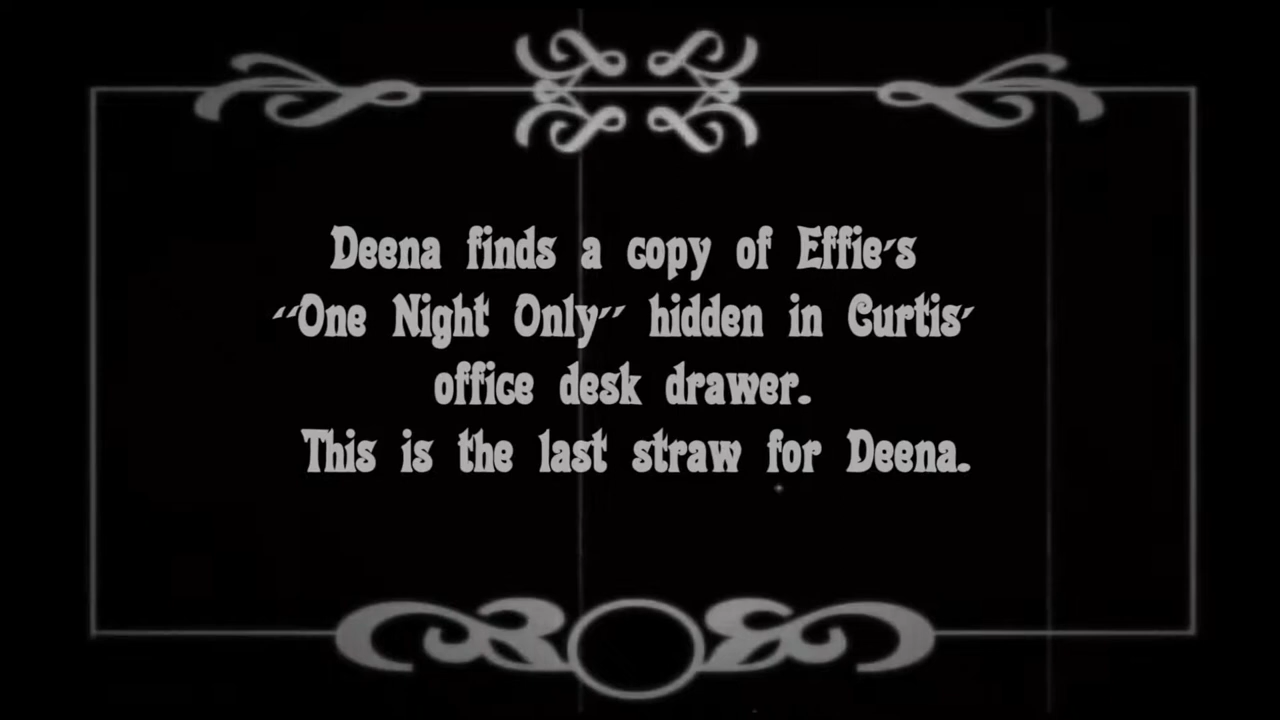 Deena finds a copy of Effie's
"One Night Only" hidden in Curtis'
office desk drawer.
This is the last straw for Deena.